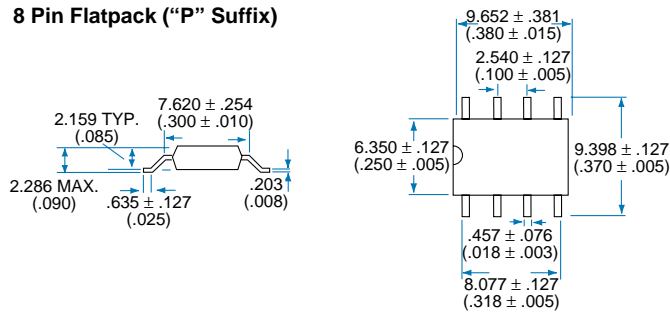 8 Pin Flatpack (“P” Suffix)
7.620 ± .254
(.300 ± .010)
2.159 TYP.
(.085)
2.286 MAX.
(.090)
.635 ± .127
(.025)
.203
(.008)
9.652 ± .381
(.380 ± .015)
2.540 ± .127
(.100 ± .005)
6.350 ± .127
(.250 ± .005)
9.398 ± .127
(.370 ± .005)
.457 ± .076
(.018 ± .003)
8.077 ± .127
(.318 ± .005)